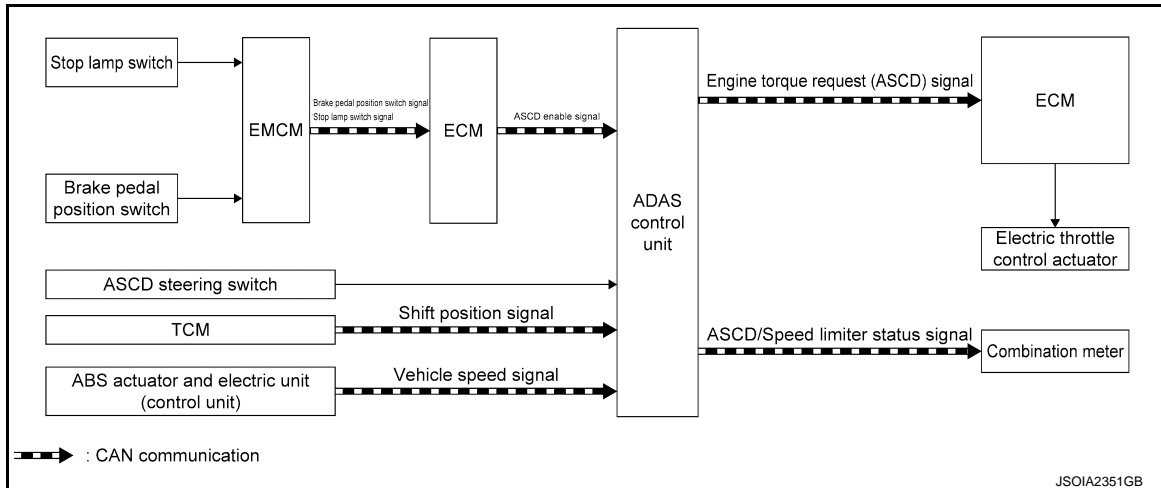 Stop lamp switch
Brake pedal
position switch
EMCM
Brake pedal position switch signal
Stop lamp switch signal
ECM
ASCD enable signal
ASCD steering switch
TCM
Shift position signal
ABS actuator and electric unit
(control unit)
Vehicle speed signal
ADAS
control
unit
Engine torque request (ASCD) signal
ECM
Electric throttle
control actuator
ASCD/Speed limiter status signal
Combination meter
: CAN communication
JSOIA2351GB